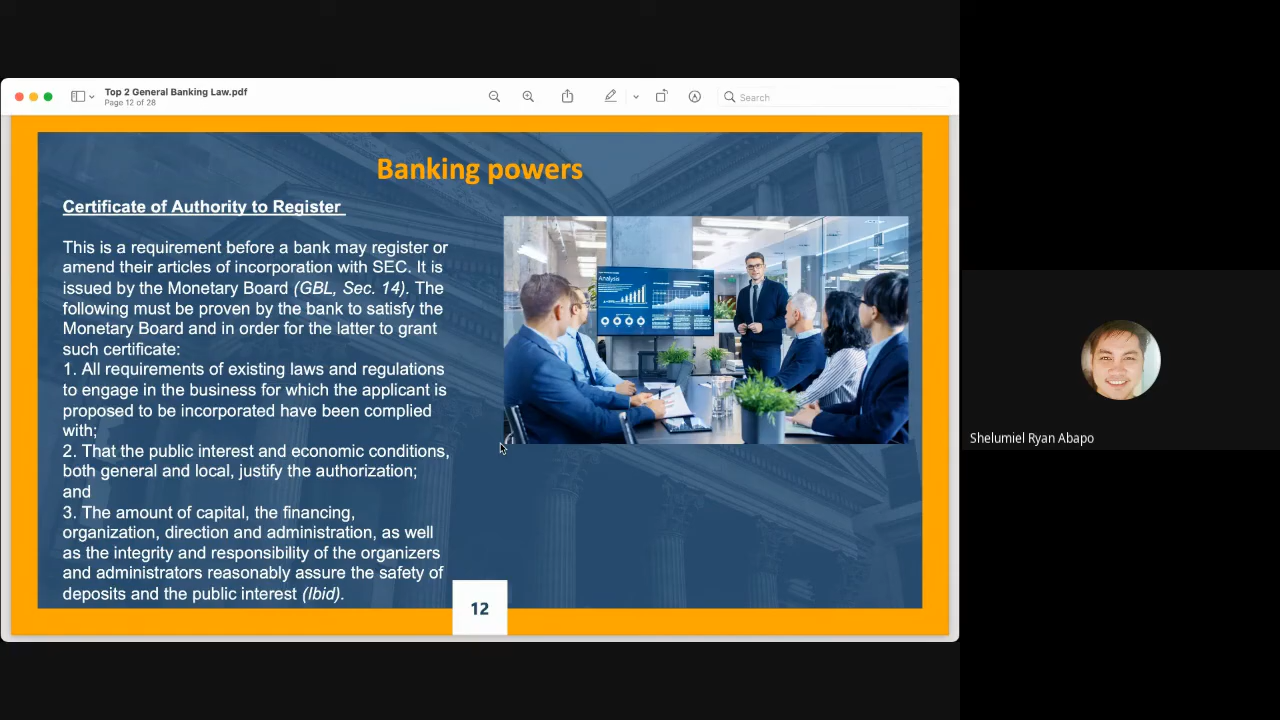 Top 2 General Banking Law.pdf
Page 12 of 28
Search
Banking powers
Certificate of Authority to Register
This is a requirement before a bank may register or
amend their articles of incorporation with SEC. It is
issued by the Monetary Board (GBL, Sec. 14). The
following must be proven by the bank to satisfy the
Monetary Board and in order for the latter to grant
such certificate:
1. All requirements of existing laws and regulations
to engage in the business for which the applicant is
proposed to be incorporated have been complied
with;
2. That the public interest and economic conditions,
both general and local, justify the authorization;
and
3. The amount of capital, the financing,
organization, direction and administration, as well
as the integrity and responsibility of the organizers
and administrators reasonably assure the safety of
deposits and the public interest (Ibid).
Analysis
12
Shelumiel Ryan Abapo